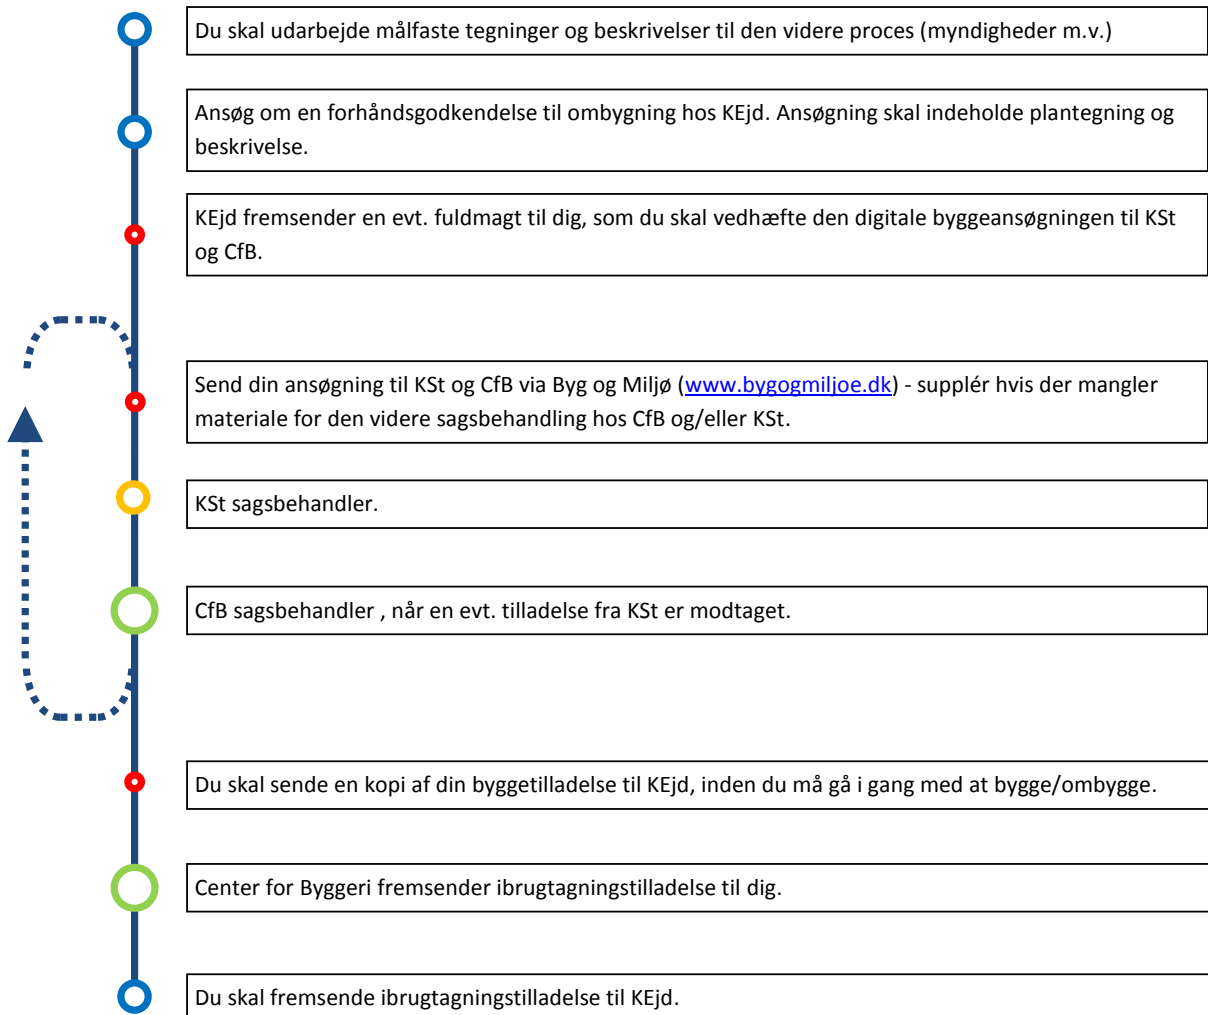 Du skal udarbejde målfaste tegninger og beskrivelser til den videre proces (myndigheder m.v.)
Ansøg om en forhåndsgodkendelse til ombygning hos KEjd. Ansøgning skal indeholde plantegning og
beskrivelse.
KEjd fremsender en evt. fuldmagt til dig, som du skal vedhæfte den digitale byggeansøgningen til KSt
og CfB.
Send din ansøgning til KSt og CfB via Byg og Miljø (www.bygogmiljoe.dk) - supplér hvis der mangler
materiale for den videre sagsbehandling hos CfB og/eller KSt.
KSt sagsbehandler.
CfB sagsbehandler , når en evt. tilladelse fra KSt er modtaget.
Du skal sende en kopi af din byggetilladelse til KEjd, inden du må gå i gang med at bygge/ombygge.
Center for Byggeri fremsender ibrugtagningstilladelse til dig.
Du skal fremsende ibrugtagningstilladelse til KEjd.